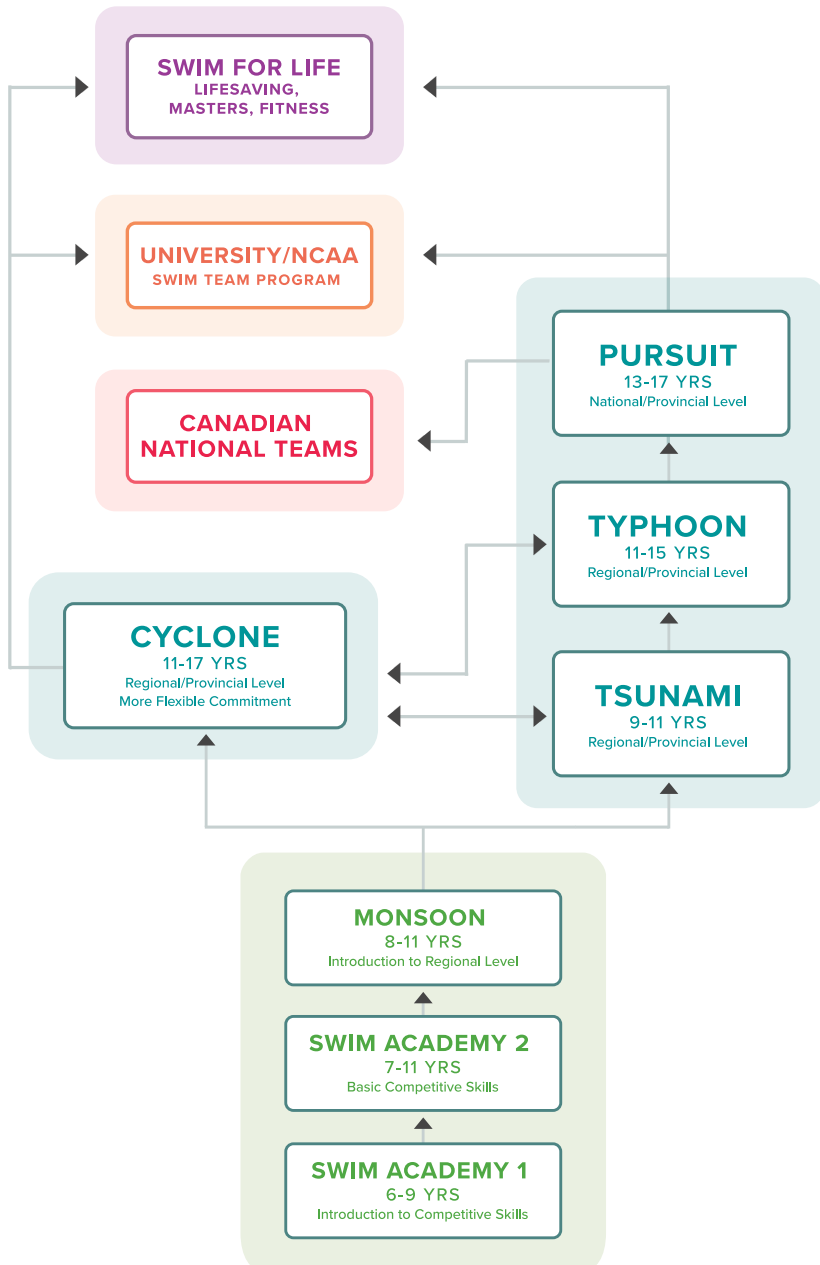 SWIM FOR LIFE
LIFESAVING,
MASTERS, FITNESS
UNIVERSITY/NCAA
SWIM TEAM PROGRAM
CANADIAN
NATIONAL TEAMS
PURSUIT
13-17 YRS
National/Provincial Level
TYPHOON
11-15 YRS
Regional/Provincial Level
CYCLONE
11-17 YRS
Regional/Provincial Level
More Flexible Commitment
TSUNAMI
9-11 YRS
Regional/Provincial Level
MONSOON
8-11 YRS
Introduction to Regional Level
SWIM ACADEMY 2
7-11 YRS
Basic Competitive Skills
SWIM ACADEMY 1
6-9 YRS
Introduction to Competitive Skills